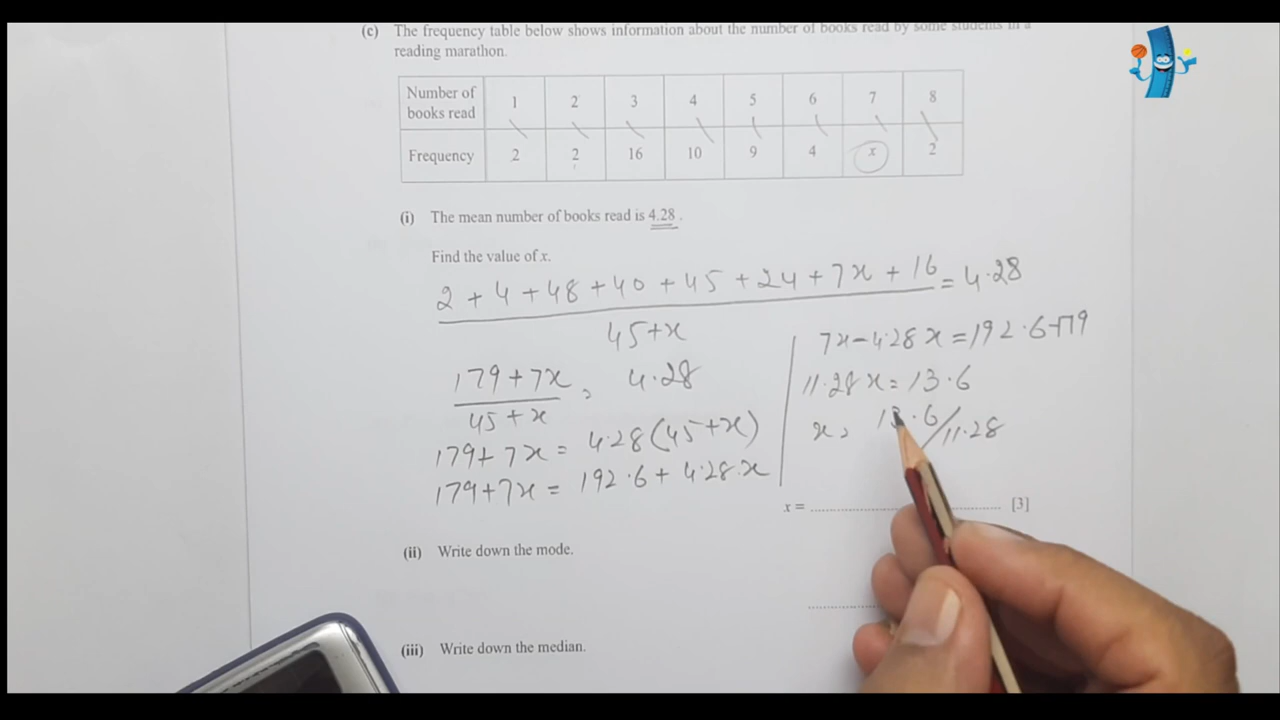 (c) The frequency table below shows information about the number of books read by some students in a
reading marathon.
Number of books read 1 2 3 4 5 6 7 8
Frequency 2 2 16 10 9 4 x 2
(i) The mean number of books read is 4.28 .
Find the value of x.
2 + 4 + 48 + 40 + 45 + 24 + 7x + 16 = 4.28
45+x
179+7x , 4.28
45+x
179+7x = 4.28(45+x)
179+7x = 192.6 + 4.28x
7x-4.28x = 192.6-179
11.28x = 13.6
x, 13.6/11.28
x = .......................................... [3]
(ii) Write down the mode.
(iii) Write down the median.